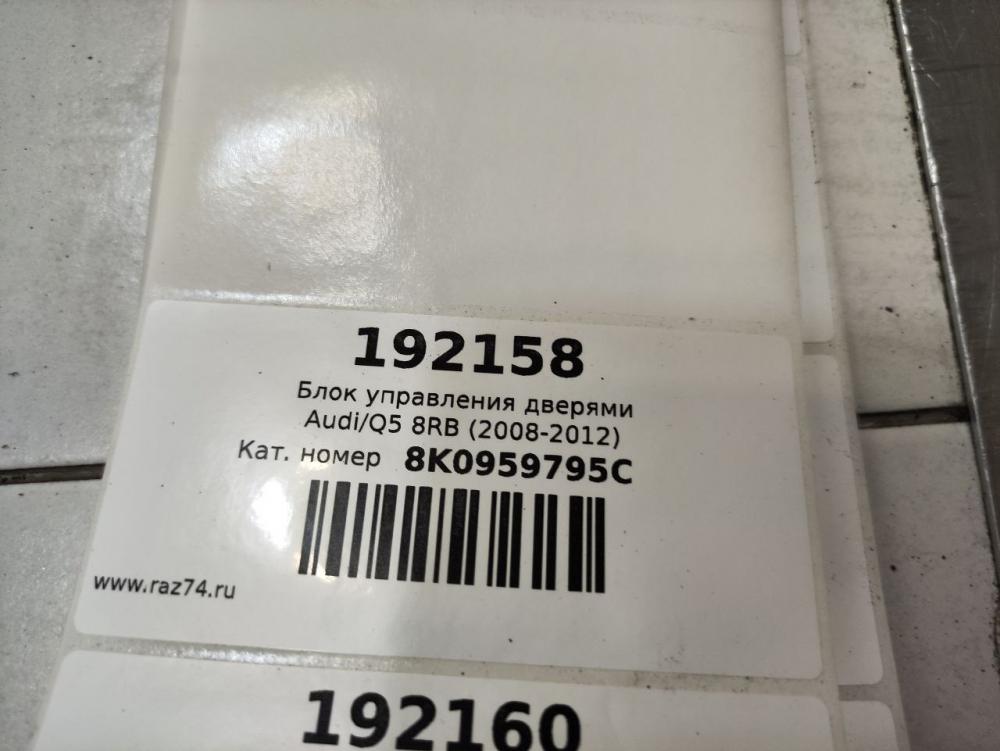 192158
Блок управления дверями
Audi/Q5 8RB (2008-2012)
Кат. номер 8K0959795C
www.raz74.ru
192160